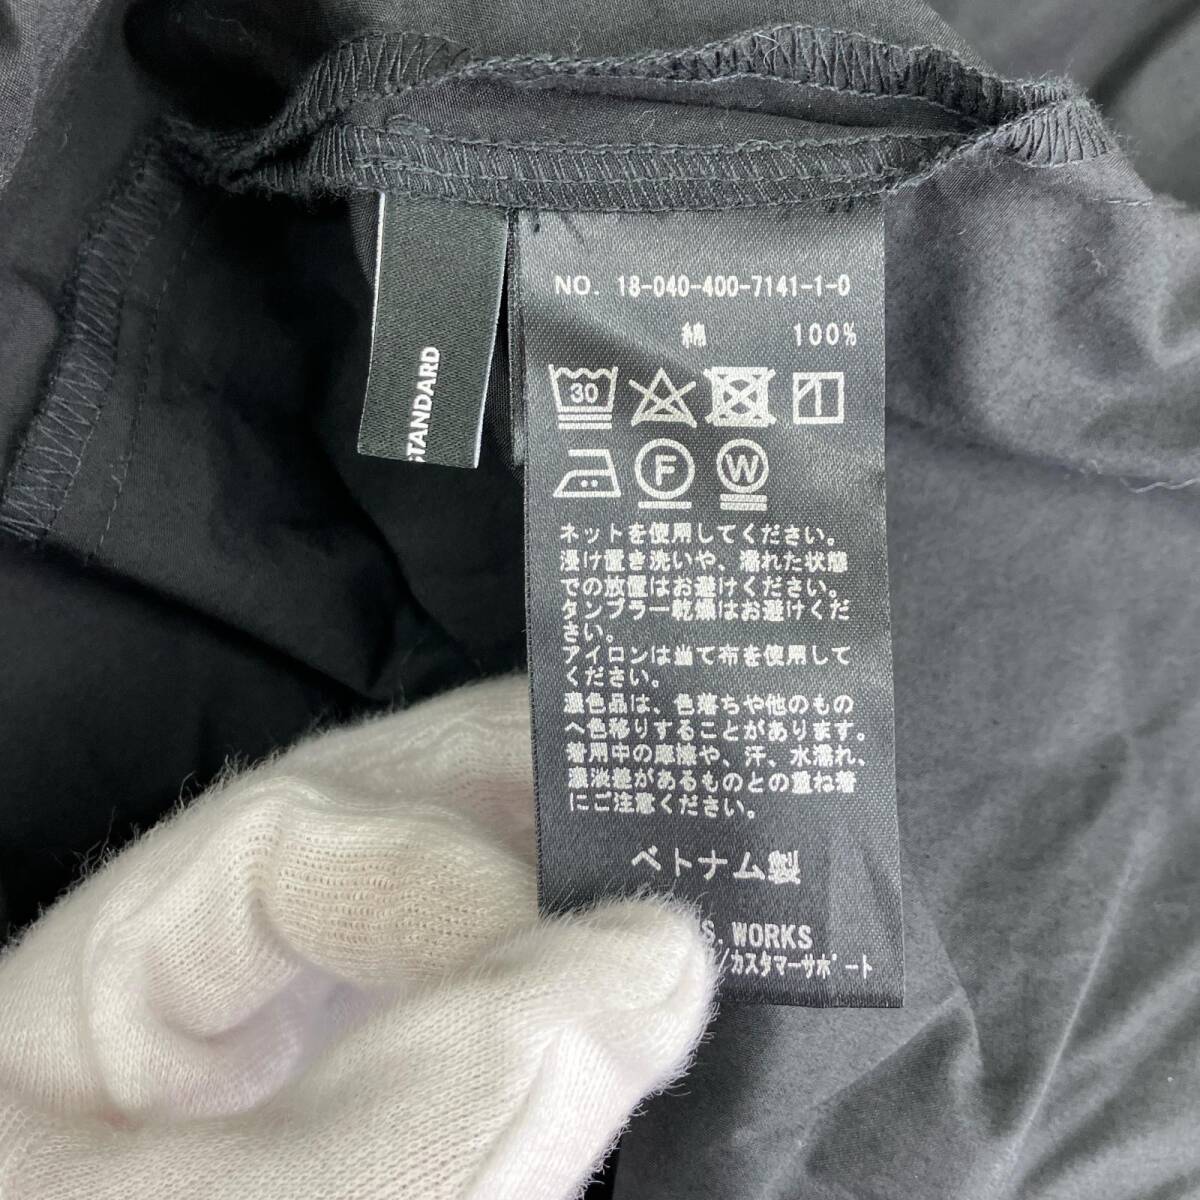 STANDARD
NO. 18-040-400-7141-1-0
綿 100%
30
F
W
ネットを使用してください。
浸け置き洗いや、濡れた状態
での放置はお避けください。
タンブラー乾燥はお避けくだ
さい。
アイロンは当て布を使用して
ください。
濃色品は、色落ちや他のもの
へ色移りすることがあります。
着用中の摩擦や、汗、水濡れ、
濃淡差があるものとの重ね着
にご注意ください。
ベトナム製
S. WORKS
/カスタマーサポート